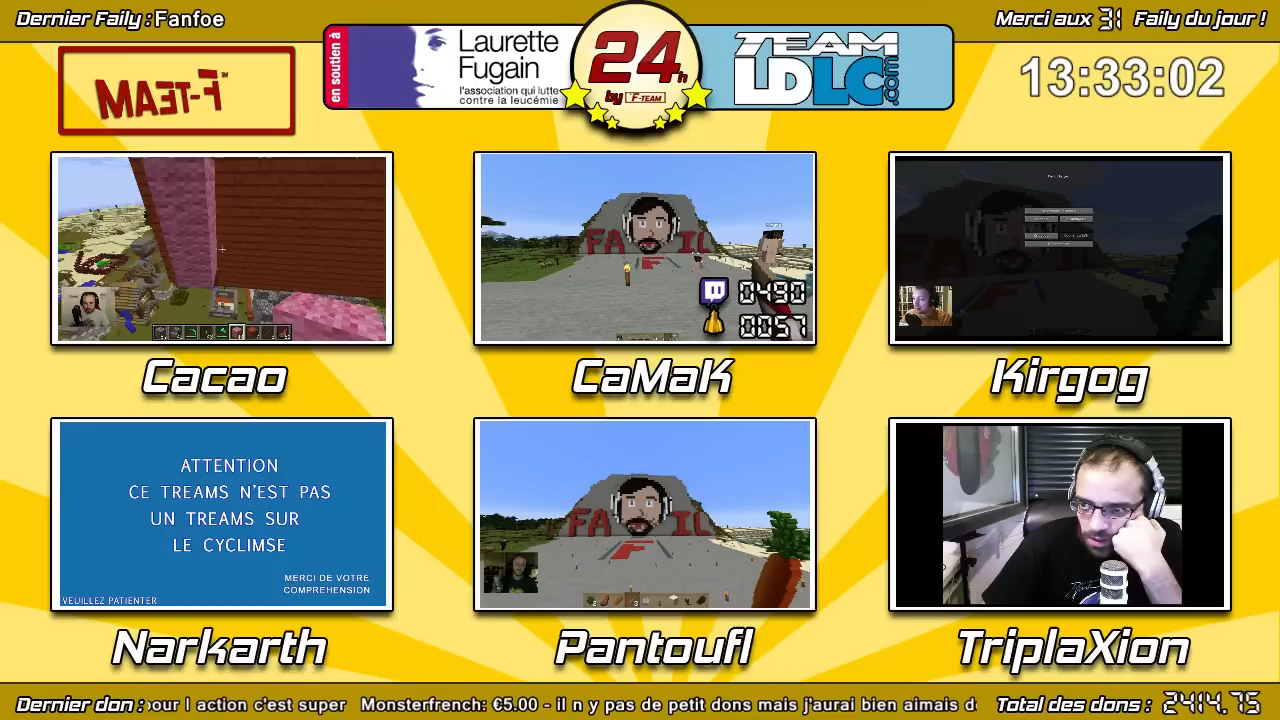 Dernier Faily : Fanfoe
Merci aux 31 Faily du jour !
F-TEAM
en soutien à
Laurette
Fugain
l'association qui lutte
contre la leucémie
24h
by F-TEAM
TEAM
LDLC.com
13:33:02
FA IL
0490
0057
Cacao
CaMaK
Kirgog
ATTENTION
CE TREAMS N'EST PAS
UN TREAMS SUR
LE CYCLIMSE
MERCI DE VOTRE
COMPREHENSION
VEUILLEZ PATIENTER
FA IL
Narkarth
Pantoufl
TriplaXion
Dernier don : our l action c'est super Monsterfrench: €5.00 - il n y pas de petit dons mais j'aurai bien aimais d
Total des dons : 2414.75